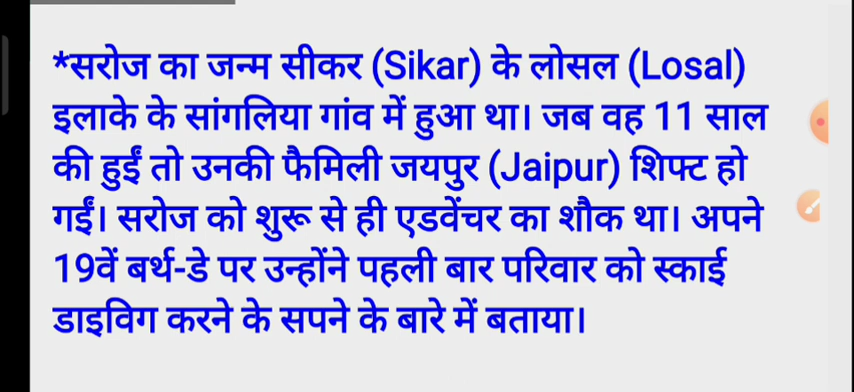 *सरोज का जन्म सीकर (Sikar) के लोसल (Losal)
इलाके के सांगलिया गांव में हुआ था। जब वह 11 साल
की हुईं तो उनकी फैमिली जयपुर (Jaipur) शिफ्ट हो
गईं। सरोज को शुरू से ही एडवेंचर का शौक था। अपने
19वें बर्थ-डे पर उन्होंने पहली बार परिवार को स्काई
डाइविग करने के सपने के बारे में बताया।